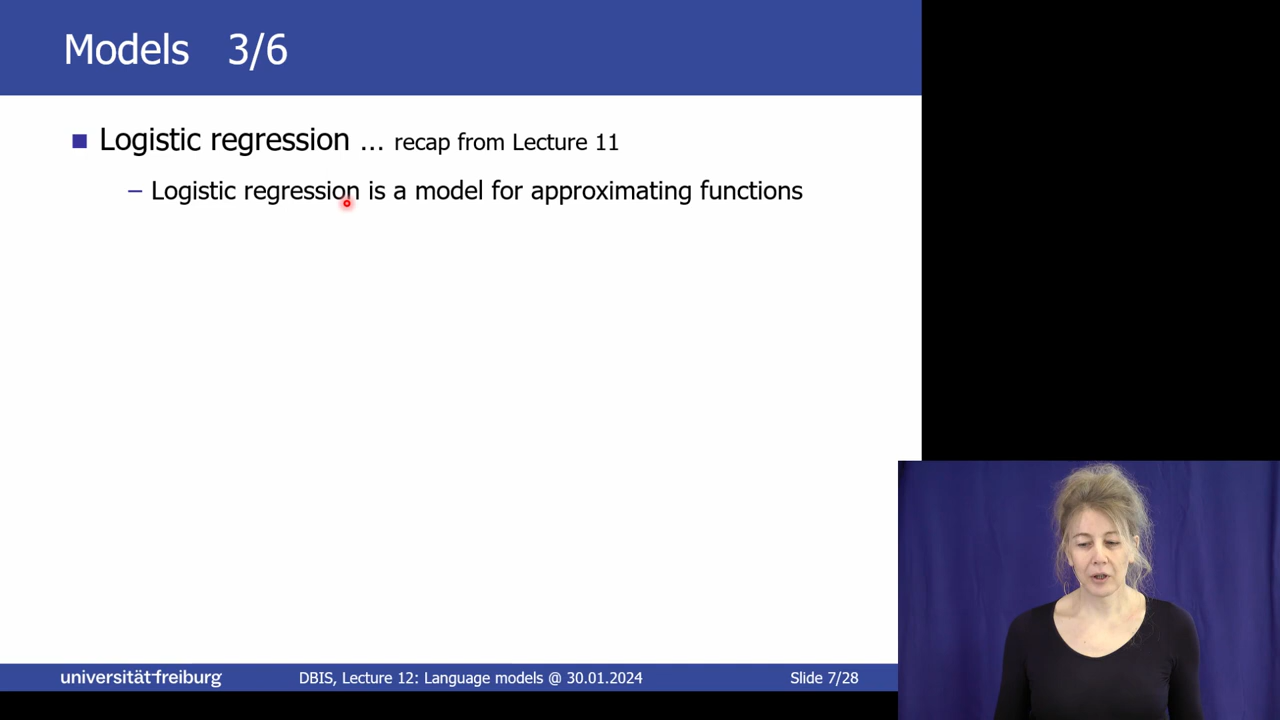 Models 3/6
■ Logistic regression … recap from Lecture 11
– Logistic regression is a model for approximating functions
universität freiburg
DBIS, Lecture 12: Language models @ 30.01.2024
Slide 7/28